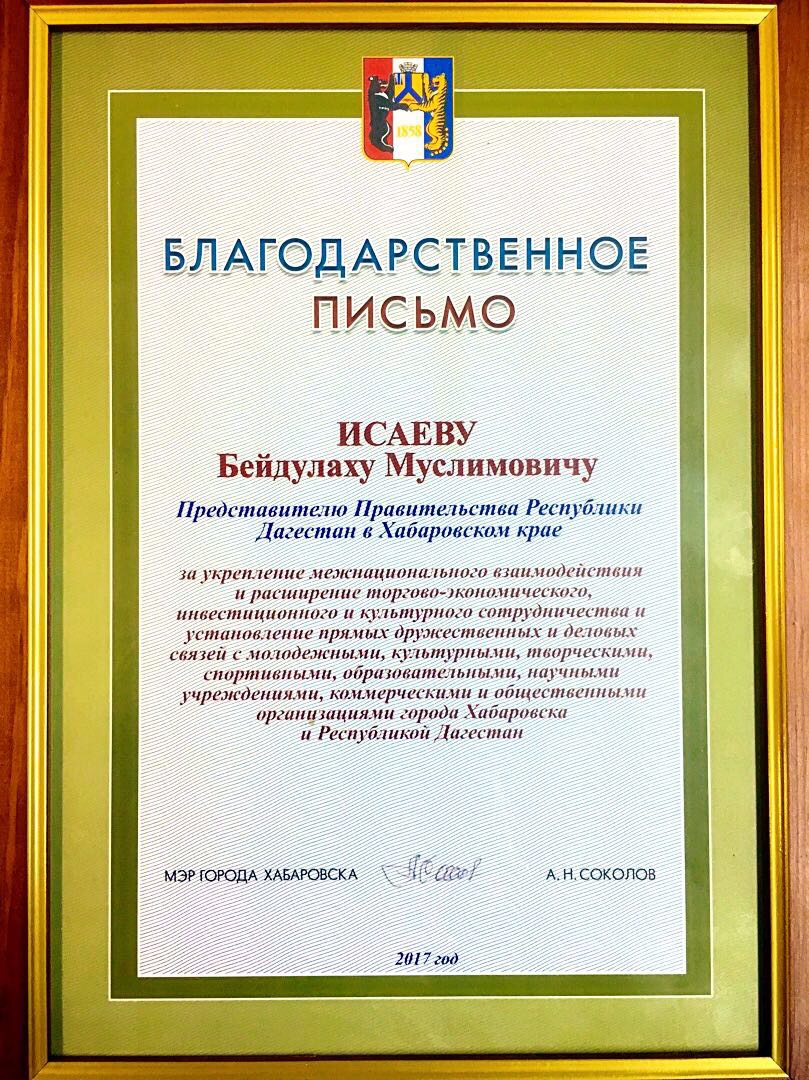 1858
БЛАГОДАРСТВЕННОЕ
ПИСЬМО
ИСАЕВУ
Бейдулаху Муслимовичу
Представителю Правительства Республики
Дагестан в Хабаровском крае
за укрепление межнационального взаимодействия
и расширение торгово-экономического,
инвестиционного и культурного сотрудничества и
установление прямых дружественных и деловых
связей с молодежными, культурными, творческими,
спортивными, образовательными, научными
учреждениями, коммерческими и общественными
организациями города Хабаровска
и Республикой Дагестан
МЭР ГОРОДА ХАБАРОВСКА А. Н. СОКОЛОВ
2017 год